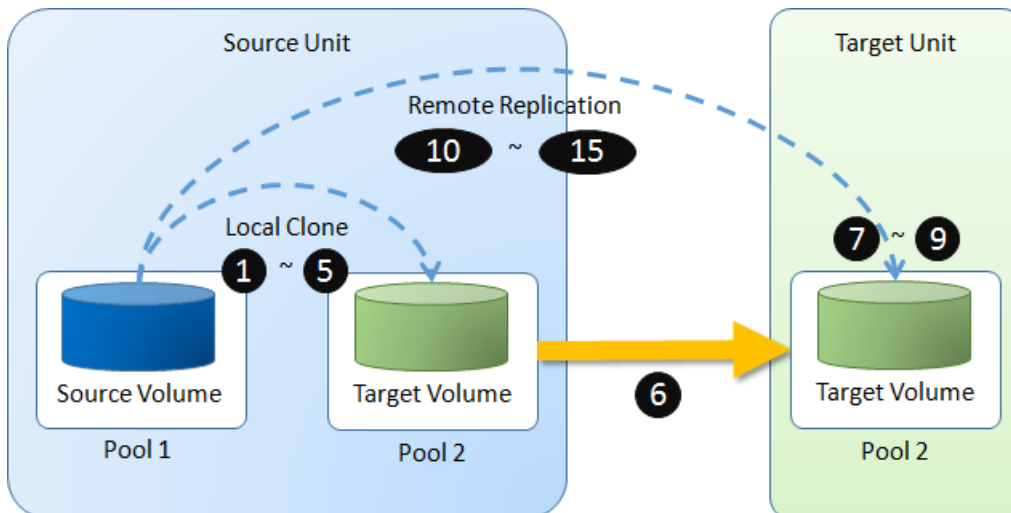 Source Unit
Target Unit
Remote Replication
10 ~ 15
Local Clone
1 ~ 5
7 ~ 9
Source Volume
Target Volume
6
Target Volume
Pool 1
Pool 2
Pool 2